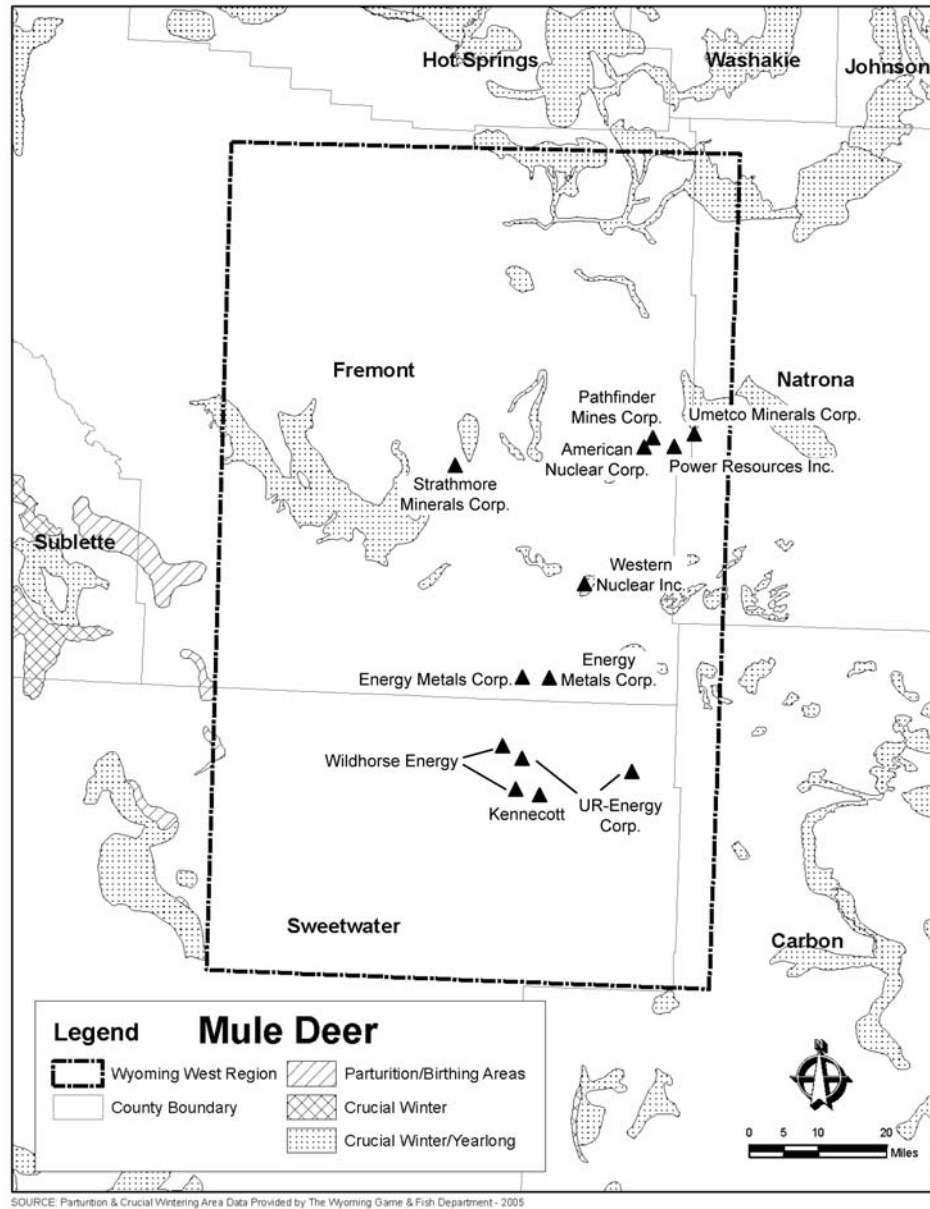 Hot Springs
Washakie
Johnson
Fremont
Natrona
Pathfinder
Mines Corp.
Umetco Minerals Corp.
American
Nuclear Corp.
Power Resources Inc.
Strathmore
Minerals Corp.
Sublette
Western
Nuclear Inc.
Energy Metals Corp.
Energy
Metals Corp.
Wildhorse Energy
Kennecott
UR-Energy
Corp.
Sweetwater
Carbon
Legend
Mule Deer
Wyoming West Region
Parturition/Birthing Areas
County Boundary
Crucial Winter
Crucial Winter/Yearlong
N
0 5 10 20
Miles
SOURCE: Parturition & Crucial Wintering Area Data Provided by The Wyoming Game & Fish Department - 2005